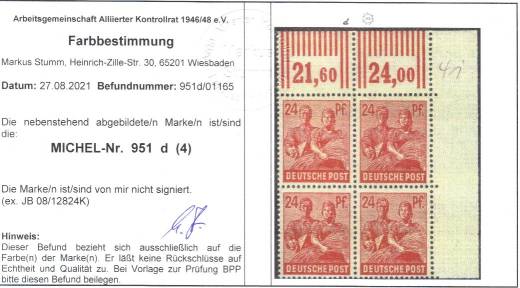 Arbeitsgemeinschaft Alliierter Kontrollrat 1946/48 e.V.
Farbbestimmung
Markus Stumm, Heinrich-Zille-Str. 30, 65201 Wiesbaden
Datum: 27.08.2021 Befundnummer: 951d/01165
Die nebenstehend abgebildete/n Marke/n ist/sind
die:
MICHEL-Nr. 951 d (4)
Die Marke/n ist/sind von mir nicht signiert.
(ex. JB 08/12824K)
Hinweis:
Dieser Befund bezieht sich ausschließlich auf die
Farbe(n) der Marke(n). Er läßt keine Rückschlüsse auf
Echtheit und Qualität zu. Bei Vorlage zur Prüfung BPP
bitte diesen Befund beilegen.
d
21,60 24,00
24 Pf. 24 Pf.
DEUTSCHE POST DEUTSCHE POST
24 Pf. 24 Pf.
DEUTSCHE POST DEUTSCHE POST